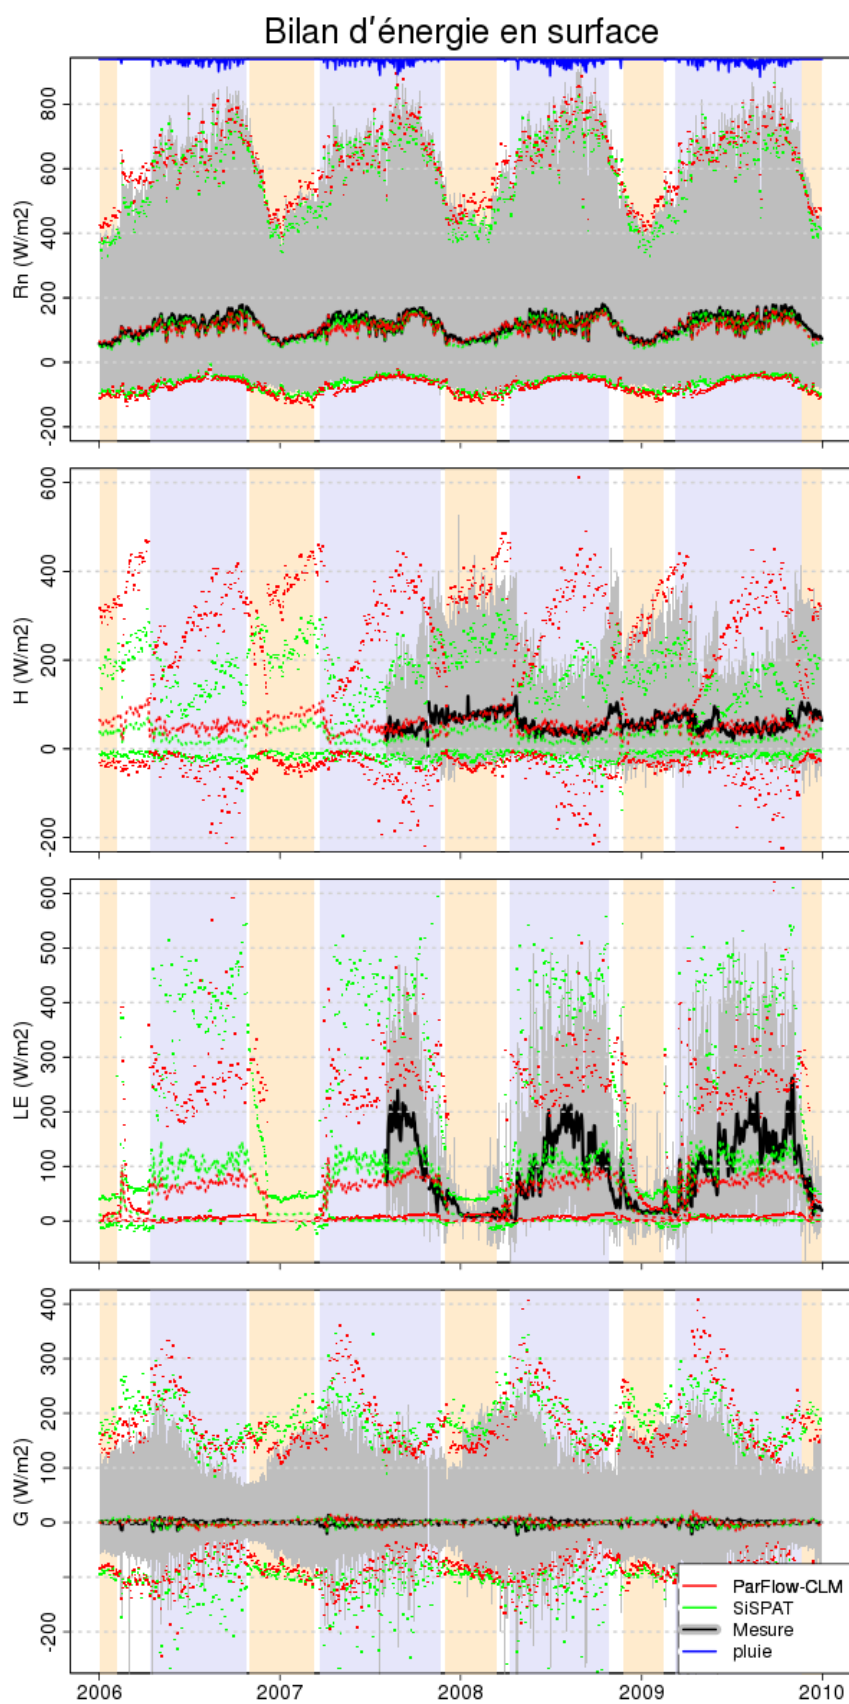 Bilan d'énergie en surface
Rn (W/m2)
800
600
400
200
0
-200
H (W/m2)
600
400
200
0
-200
LE (W/m2)
600
500
400
300
200
100
0
G (W/m2)
400
300
200
100
0
-200
ParFlow-CLM
SiSPAT
Mesure
pluie
2006 2007 2008 2009 2010